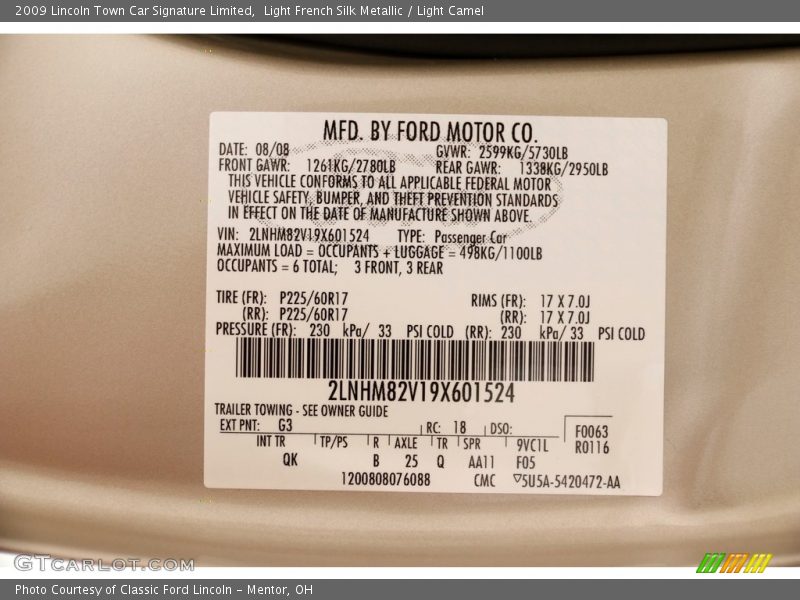 2009 Lincoln Town Car Signature Limited,  Light French Silk Metallic / Light Camel
MFD. BY FORD MOTOR CO.
DATE: 08/08 GVWR: 2599KG/5730LB
FRONT GAWR: 1261KG/2780LB REAR GAWR: 1338KG/2950LB
THIS VEHICLE CONFORMS TO ALL APPLICABLE FEDERAL MOTOR
VEHICLE SAFETY, BUMPER, AND THEFT PREVENTION STANDARDS
IN EFFECT ON THE DATE OF MANUFACTURE SHOWN ABOVE.
VIN: 2LNHM82V19X601524 TYPE: Passenger Car
MAXIMUM LOAD = OCCUPANTS + LUGGAGE = 498KG/1100LB
OCCUPANTS = 6 TOTAL; 3 FRONT, 3 REAR
TIRE (FR): P225/60R17 RIMS (FR): 17 X 7.0J
(RR): P225/60R17 (RR): 17 X 7.0J
PRESSURE (FR): 230 kPa/ 33 PSI COLD (RR): 230 kPa/ 33 PSI COLD
2LNHM82V19X601524
TRAILER TOWING - SEE OWNER GUIDE
EXT PNT: G3 RC: 18 DSO: F0063
INT TR TP/PS R AXLE TR SPR 9VC1L R0116
QK B 25 Q AA11 F05
1200808076088 CMC 5U5A-5420472-AA
GTCarLot.com
Photo Courtesy of Classic Ford Lincoln - Mentor, OH